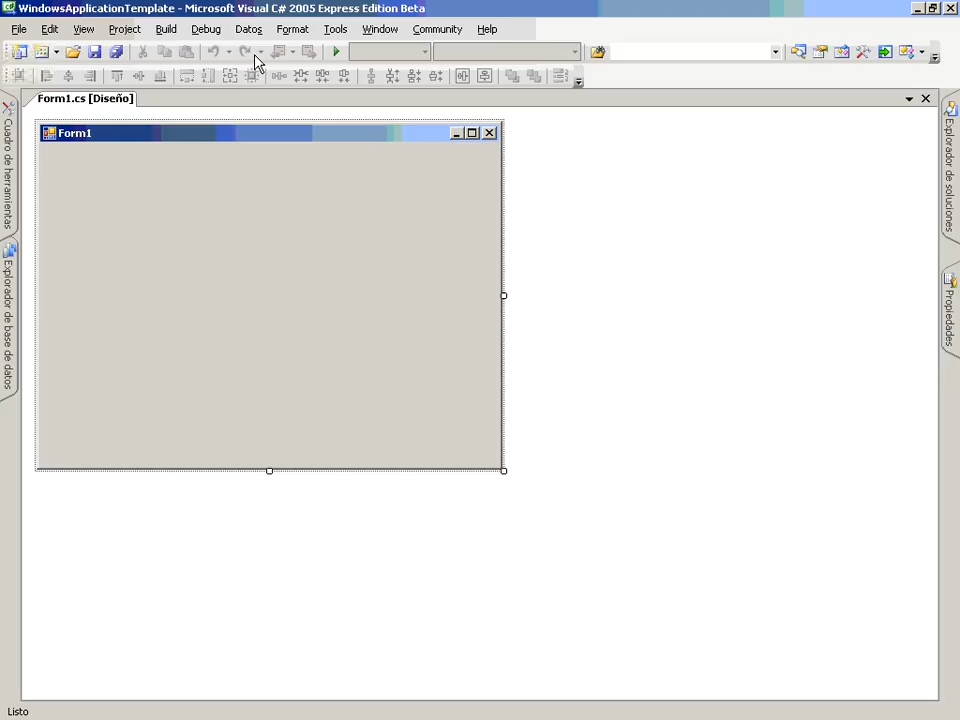 WindowsApplicationTemplate - Microsoft Visual C# 2005 Express Edition Beta
File Edit View Project Build Debug Datos Format Tools Window Community Help
Form1.cs [Diseño]
Form1
Cuadro de herramientas
Explorador de base de datos
Explorador de soluciones
Propiedades
Listo